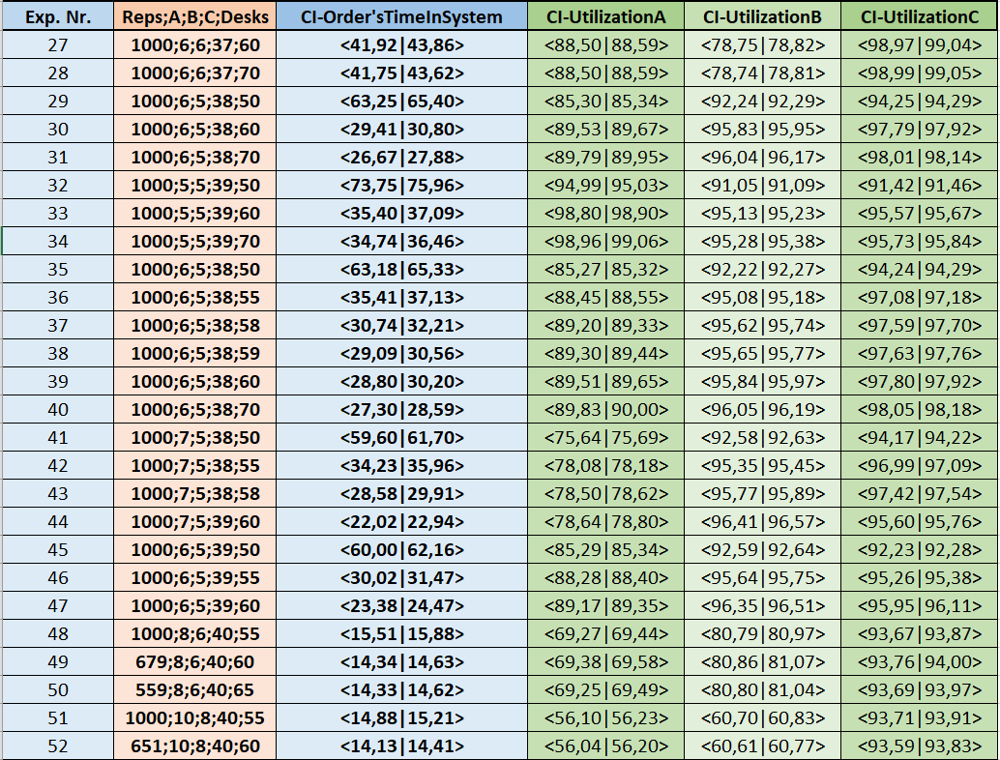 Exp. Nr. Reps;A;B;C;Desks CI-Order'sTimeInSystem CI-UtilizationA CI-UtilizationB CI-UtilizationC
27 1000;6;6;37;60 <41,92|43,86> <88,50|88,59> <78,75|78,82> <98,97|99,04>
28 1000;6;6;37;70 <41,75|43,62> <88,50|88,59> <78,74|78,81> <98,99|99,05>
29 1000;6;5;38;50 <63,25|65,40> <85,30|85,34> <92,24|92,29> <94,25|94,29>
30 1000;6;5;38;60 <29,41|30,80> <89,53|89,67> <95,83|95,95> <97,79|97,92>
31 1000;6;5;38;70 <26,67|27,88> <89,79|89,95> <96,04|96,17> <98,01|98,14>
32 1000;5;5;39;50 <73,75|75,96> <94,99|95,03> <91,05|91,09> <91,42|91,46>
33 1000;5;5;39;60 <35,40|37,09> <98,80|98,90> <95,13|95,23> <95,57|95,67>
34 1000;5;5;39;70 <34,74|36,46> <98,96|99,06> <95,28|95,38> <95,73|95,84>
35 1000;6;5;38;50 <63,18|65,33> <85,27|85,32> <92,22|92,27> <94,24|94,29>
36 1000;6;5;38;55 <35,41|37,13> <88,45|88,55> <95,08|95,18> <97,08|97,18>
37 1000;6;5;38;58 <30,74|32,21> <89,20|89,33> <95,62|95,74> <97,59|97,70>
38 1000;6;5;38;59 <29,09|30,56> <89,30|89,44> <95,65|95,77> <97,63|97,76>
39 1000;6;5;38;60 <28,80|30,20> <89,51|89,65> <95,84|95,97> <97,80|97,92>
40 1000;6;5;38;70 <27,30|28,59> <89,83|90,00> <96,05|96,19> <98,05|98,18>
41 1000;7;5;38;50 <59,60|61,70> <75,64|75,69> <92,58|92,63> <94,17|94,22>
42 1000;7;5;38;55 <34,23|35,96> <78,08|78,18> <95,35|95,45> <96,99|97,09>
43 1000;7;5;38;58 <28,58|29,91> <78,50|78,62> <95,77|95,89> <97,42|97,54>
44 1000;7;5;39;60 <22,02|22,94> <78,64|78,80> <96,41|96,57> <95,60|95,76>
45 1000;6;5;39;50 <60,00|62,16> <85,29|85,34> <92,59|92,64> <92,23|92,28>
46 1000;6;5;39;55 <30,02|31,47> <88,28|88,40> <95,64|95,75> <95,26|95,38>
47 1000;6;5;39;60 <23,38|24,47> <89,17|89,35> <96,35|96,51> <95,95|96,11>
48 1000;8;6;40;55 <15,51|15,88> <69,27|69,44> <80,79|80,97> <93,67|93,87>
49 679;8;6;40;60 <14,34|14,63> <69,38|69,58> <80,86|81,07> <93,76|94,00>
50 559;8;6;40;65 <14,33|14,62> <69,25|69,49> <80,80|81,04> <93,69|93,97>
51 1000;10;8;40;55 <14,88|15,21> <56,10|56,23> <60,70|60,83> <93,71|93,91>
52 651;10;8;40;60 <14,13|14,41> <56,04|56,20> <60,61|60,77> <93,59|93,83>